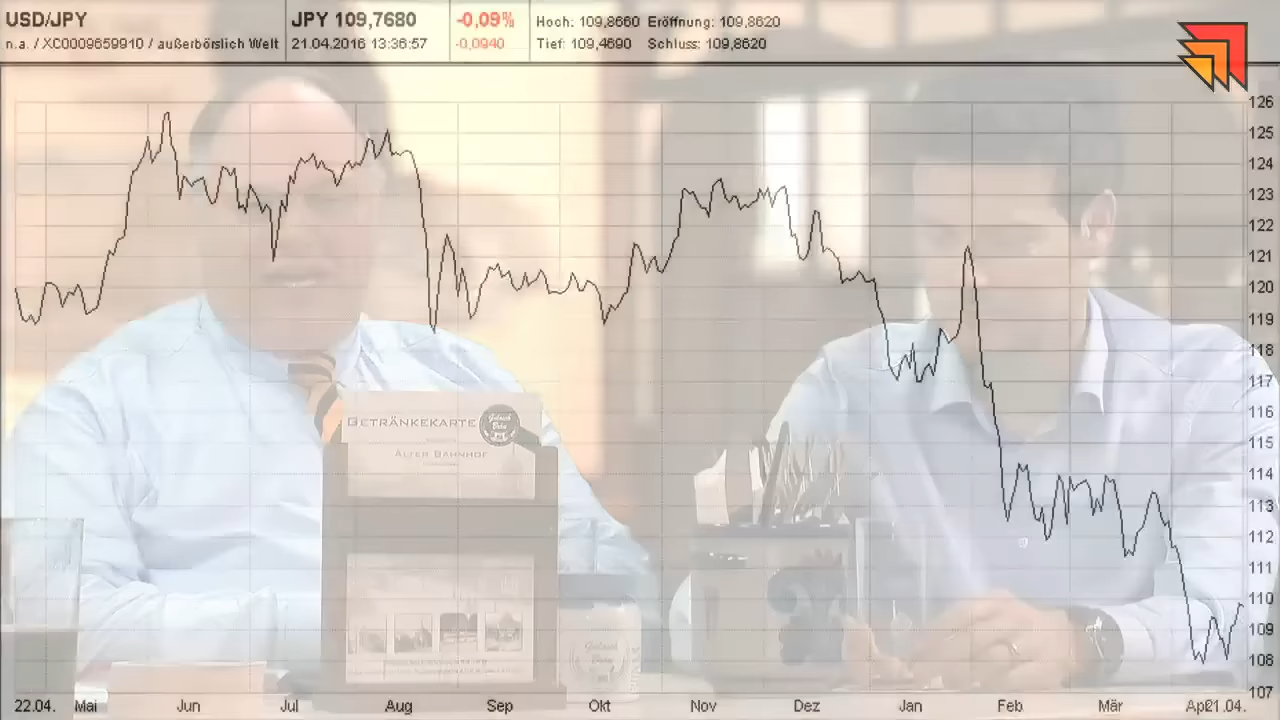 USD/JPY
n.a. / XC0009659910 / außerbörslich Welt
JPY 109,7680
21.04.2016 13:36:57
-0,09%
-0,0940
Hoch: 109,8660 Eröffnung: 109,8620
Tief: 109,4690 Schluss: 109,8620
126
125
124
123
122
121
120
119
118
117
116
115
114
113
112
111
110
109
108
107
GETRÄNKEKARTE
ALTER BAHNHOF
22.04. Mai Jun Jul Aug Sep Okt Nov Dez Jan Feb Mär Ap21.04.